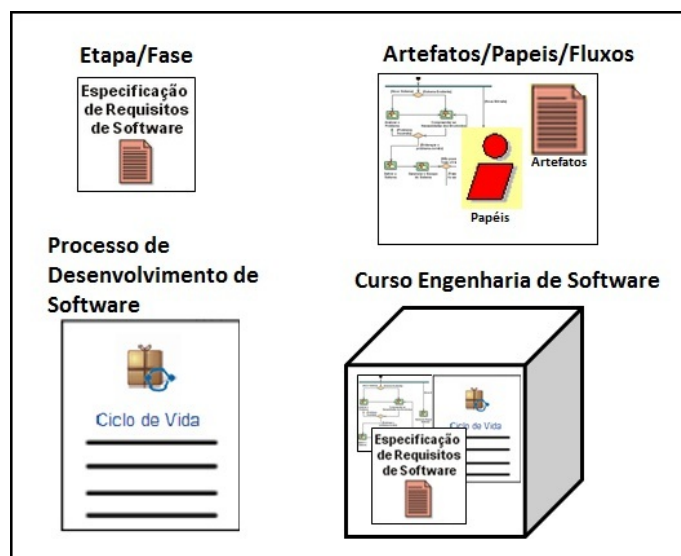 Etapa/Fase
Especificação
de Requisitos
de Software
Artefatos/Papeis/Fluxos
Artefatos
Papéis
Processo de
Desenvolvimento de
Software
Ciclo de Vida
Curso Engenharia de Software
Ciclo de Vida
Especificação
de Requisitos
de Software